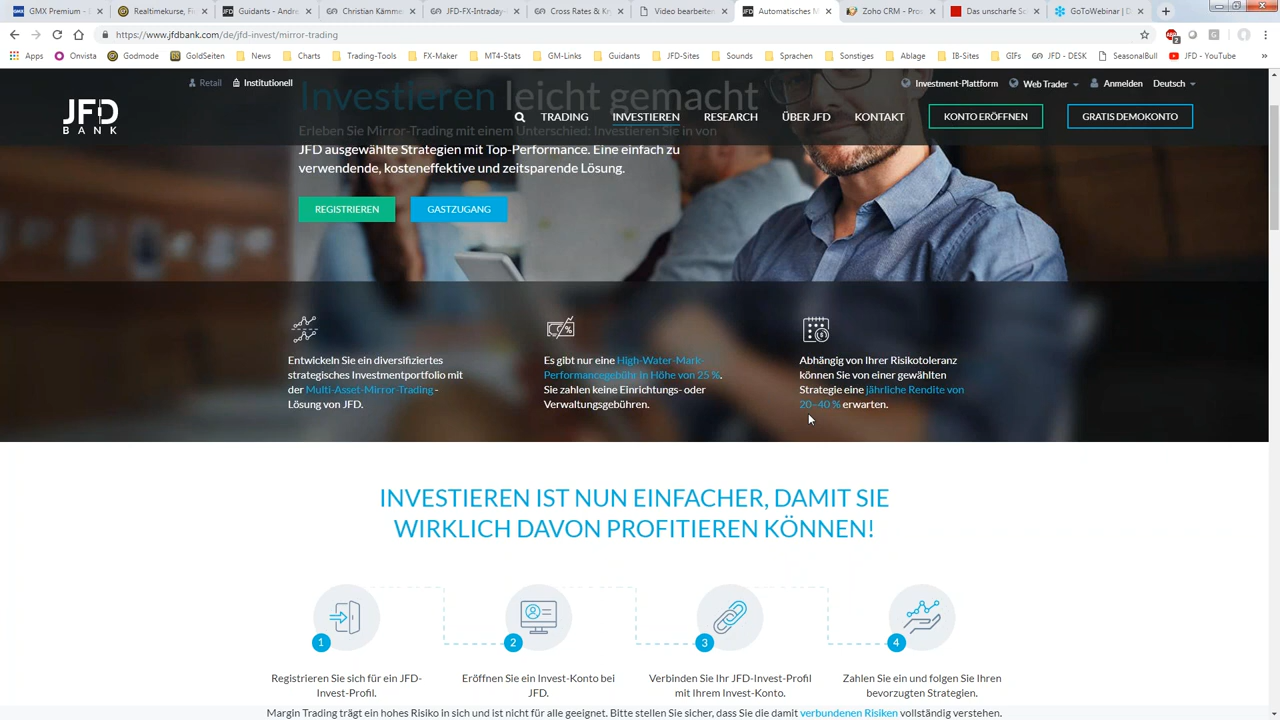 GMX Premium - E
Realtimekurse, Fi
Guidants - Andre
Christian Kämme
JFD-FX-Intraday-
Cross Rates & Kr
Video bearbeiten
Automatisches M
Zoho CRM - Pros
Das unscharfe Sc
GoToWebinar | D
https://www.jfdbank.com/de/jfd-invest/mirror-trading
Apps
Onvista
Godmode
GoldSeiten
News
Charts
Trading-Tools
FX-Maker
MT4-Stats
GM-Links
Guidants
JFD-Sites
Sounds
Sprachen
Sonstiges
Ablage
IB-Sites
GIFs
JFD - DESK
SeasonalBull
JFD - YouTube
Retail
Institutionell
Investment-Plattform
Web Trader
Anmelden
Deutsch
JFD
BANK
TRADING
INVESTIEREN
RESEARCH
ÜBER JFD
KONTAKT
KONTO ERÖFFNEN
GRATIS DEMOKONTO
Investieren leicht gemacht
Erleben Sie Mirror-Trading mit einem Unterschied: Investieren Sie in von
JFD ausgewählte Strategien mit Top-Performance. Eine einfach zu
verwendende, kosteneffektive und zeitsparende Lösung.
REGISTRIEREN
GASTZUGANG
Entwickeln Sie ein diversifiziertes
strategisches Investmentportfolio mit
der Multi-Asset-Mirror-Trading -
Lösung von JFD.
Es gibt nur eine High-Water-Mark-
Performancegebühr in Höhe von 25 %.
Sie zahlen keine Einrichtungs- oder
Verwaltungsgebühren.
Abhängig von Ihrer Risikotoleranz
können Sie von einer gewählten
Strategie eine jährliche Rendite von
20–40 % erwarten.
INVESTIEREN IST NUN EINFACHER, DAMIT SIE
WIRKLICH DAVON PROFITIEREN KÖNNEN!
1
2
3
4
Registrieren Sie sich für ein JFD-
Invest-Profil.
Eröffnen Sie ein Invest-Konto bei
JFD.
Verbinden Sie Ihr JFD-Invest-Profil
mit Ihrem Invest-Konto.
Zahlen Sie ein und folgen Sie Ihren
bevorzugten Strategien.
Margin Trading trägt ein hohes Risiko in sich und ist nicht für alle geeignet. Bitte stellen Sie sicher, dass Sie die damit verbundenen Risiken vollständig verstehen.